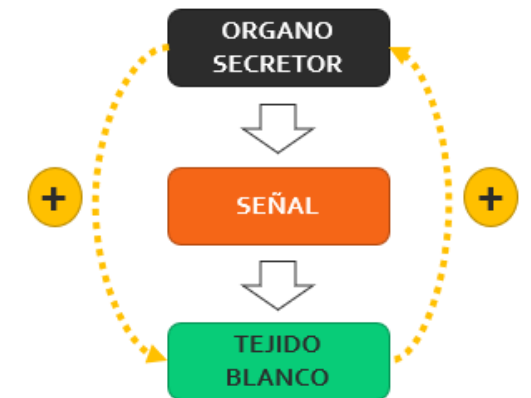 ORGANO
SECRETOR
+
SEÑAL
+
TEJIDO
BLANCO